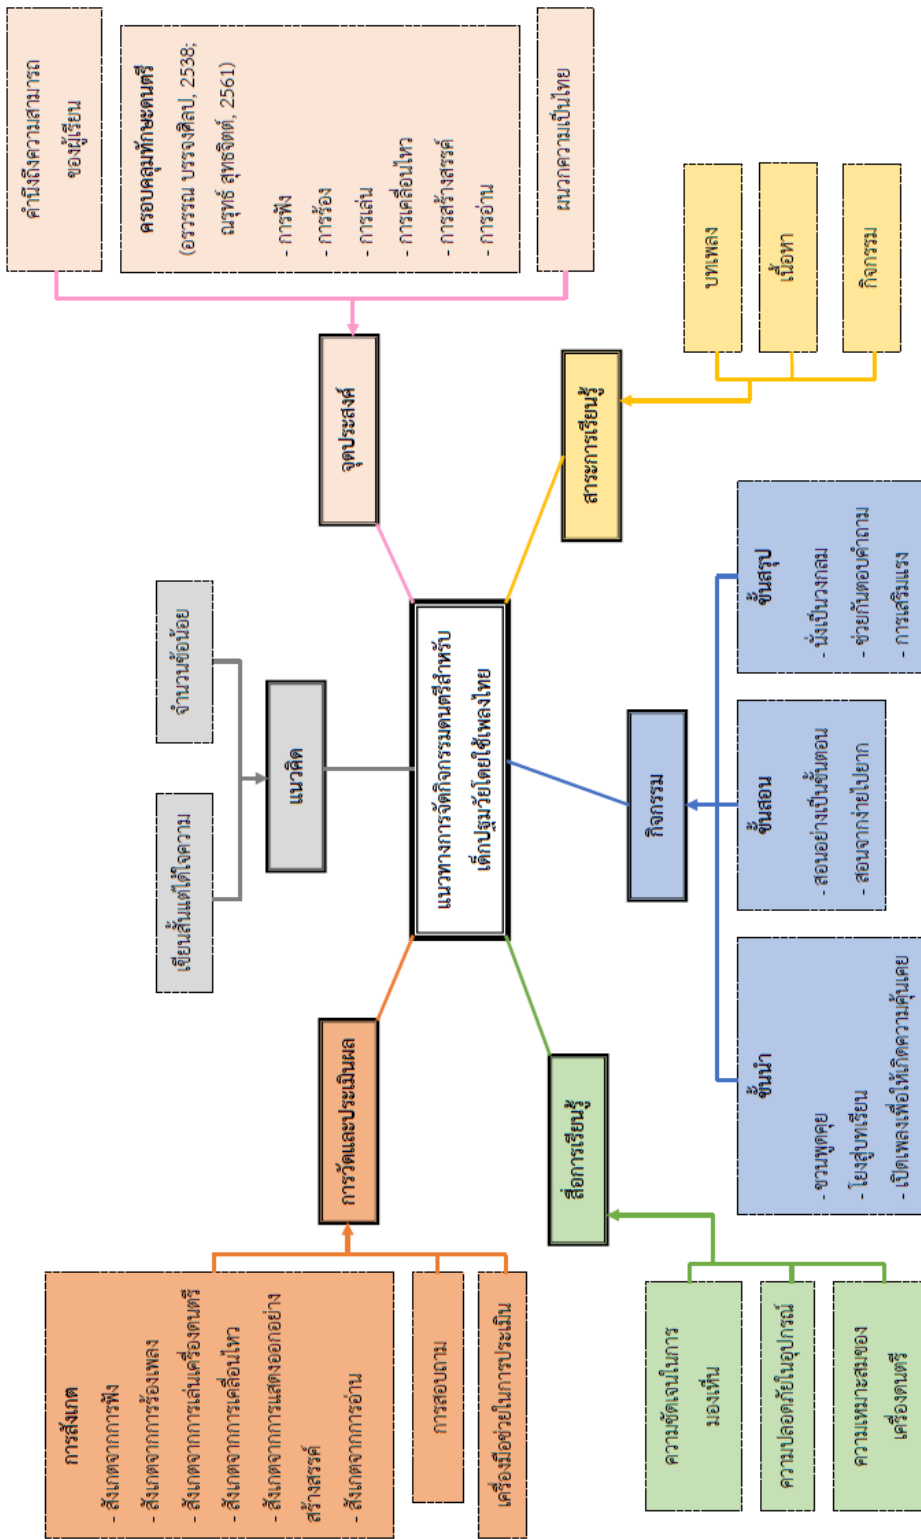 การสังเกต
- สังเกตจากการฟัง
- สังเกตจากการร้องเพลง
- สังเกตจากการเล่นเครื่องดนตรี
- สังเกตจากการเคลื่อนไหว
- สังเกตจากการแสดงออกอย่าง
สร้างสรรค์
- สังเกตจากการอ่าน
การสอบถาม
เครื่องมือช่วยในการประเมิน
การวัดและประเมินผล
เขียนสั้นแต่ได้ใจความ
จำนวนข้อน้อย
แนวคิด
คำนึงถึงความสามารถ
ของผู้เรียน
ครอบคลุมทักษะดนตรี
(อรวรรณ บรรจงศิลป, 2538;
ณรุทธ์ สุทธจิตต์, 2561)
- การฟัง
- การร้อง
- การเล่น
- การเคลื่อนไหว
- การสร้างสรรค์
- การอ่าน
ผนวกความเป็นไทย
จุดประสงค์
แนวทางการจัดกิจกรรมดนตรีสำหรับ
เด็กปฐมวัยโดยใช้เพลงไทย
สื่อการเรียนรู้
ความชัดเจนในการ
มองเห็น
ความปลอดภัยในอุปกรณ์
ความเหมาะสมของ
เครื่องดนตรี
กิจกรรม
ขั้นนำ
- ชวนพูดคุย
- โยงสู่บทเรียน
- เปิดเพลงเพื่อให้เกิดความคุ้นเคย
ขั้นสอน
- สอนอย่างเป็นขั้นตอน
- สอนจากง่ายไปยาก
ขั้นสรุป
- นั่งเป็นวงกลม
- ช่วยกันตอบคำถาม
- การเสริมแรง
สาระการเรียนรู้
บทเพลง
เนื้อหา
กิจกรรม